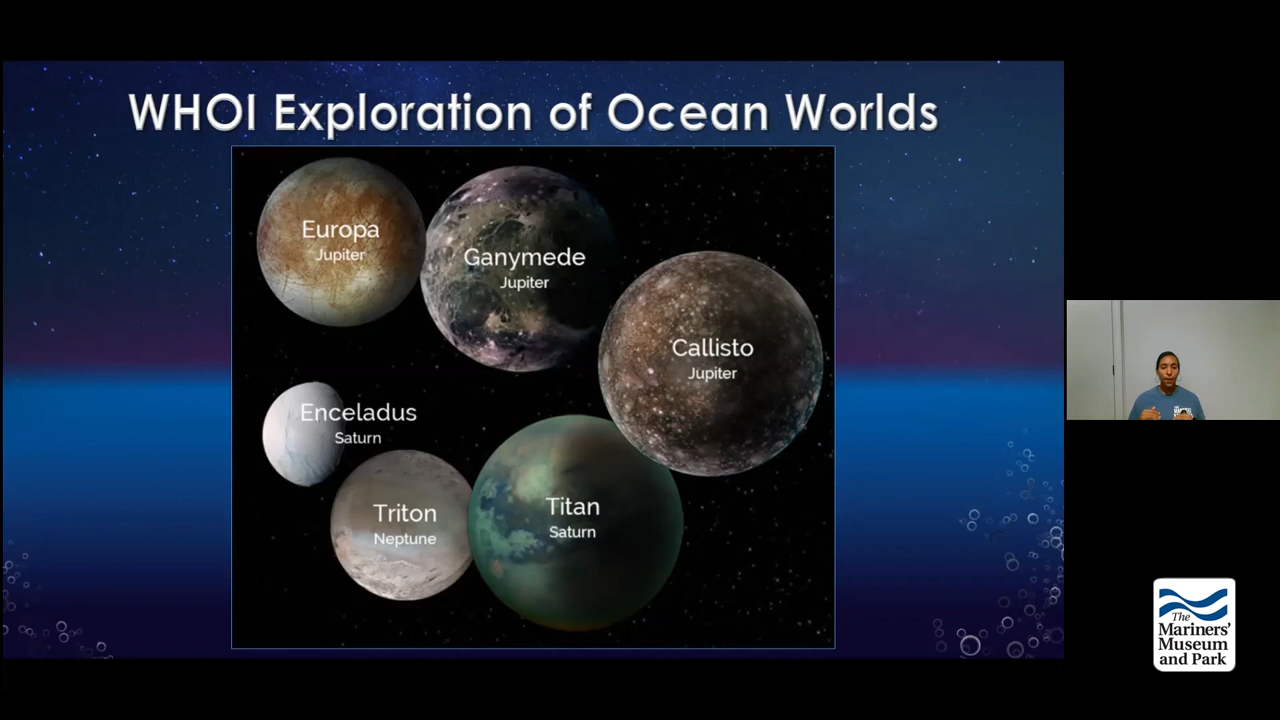 WHOI Exploration of Ocean Worlds
Europa
Jupiter
Ganymede
Jupiter
Callisto
Jupiter
Enceladus
Saturn
Triton
Neptune
Titan
Saturn
The
Mariners'
Museum
and Park